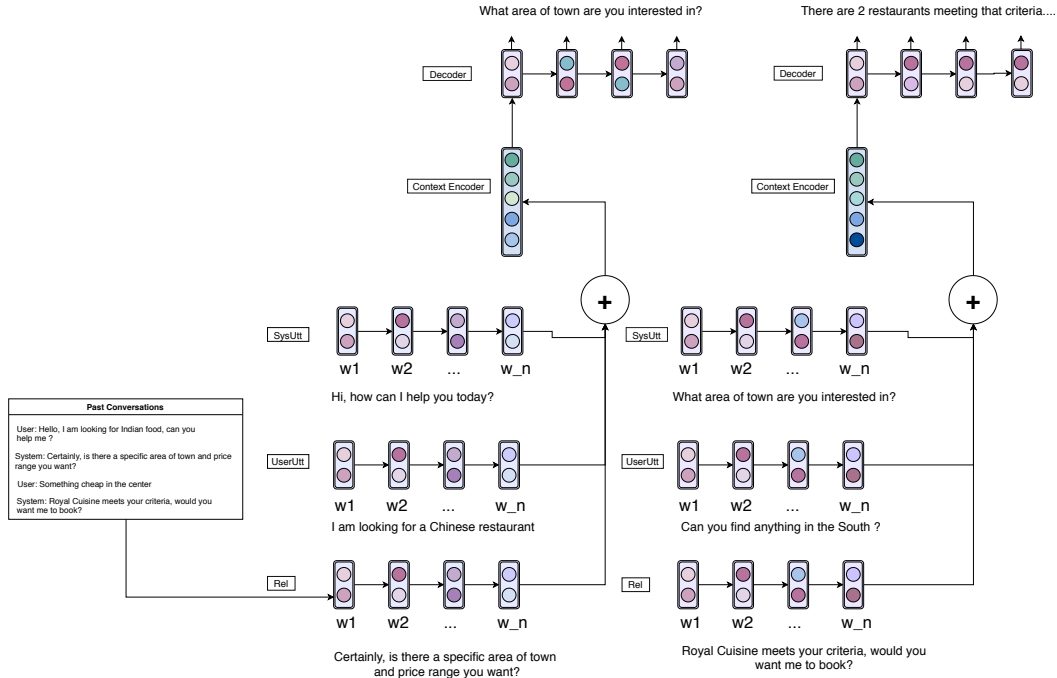 What area of town are you interested in?
There are 2 restaurants meeting that criteria....
Decoder
Decoder
Context Encoder
Context Encoder
+
+
SysUtt
w1 w2 ... w_n
Hi, how can I help you today?
SysUtt
w1 w2 ... w_n
What area of town are you interested in?
Past Conversations
User: Hello, I am looking for Indian food, can you
help me ?
System: Certainly, is there a specific area of town and price
range you want?
User: Something cheap in the center
System: Royal Cuisine meets your criteria, would you
want me to book?
UserUtt
w1 w2 ... w_n
I am looking for a Chinese restaurant
UserUtt
w1 w2 ... w_n
Can you find anything in the South ?
Rel
w1 w2 ... w_n
Certainly, is there a specific area of town
and price range you want?
Rel
w1 w2 ... w_n
Royal Cuisine meets your criteria, would you
want me to book?